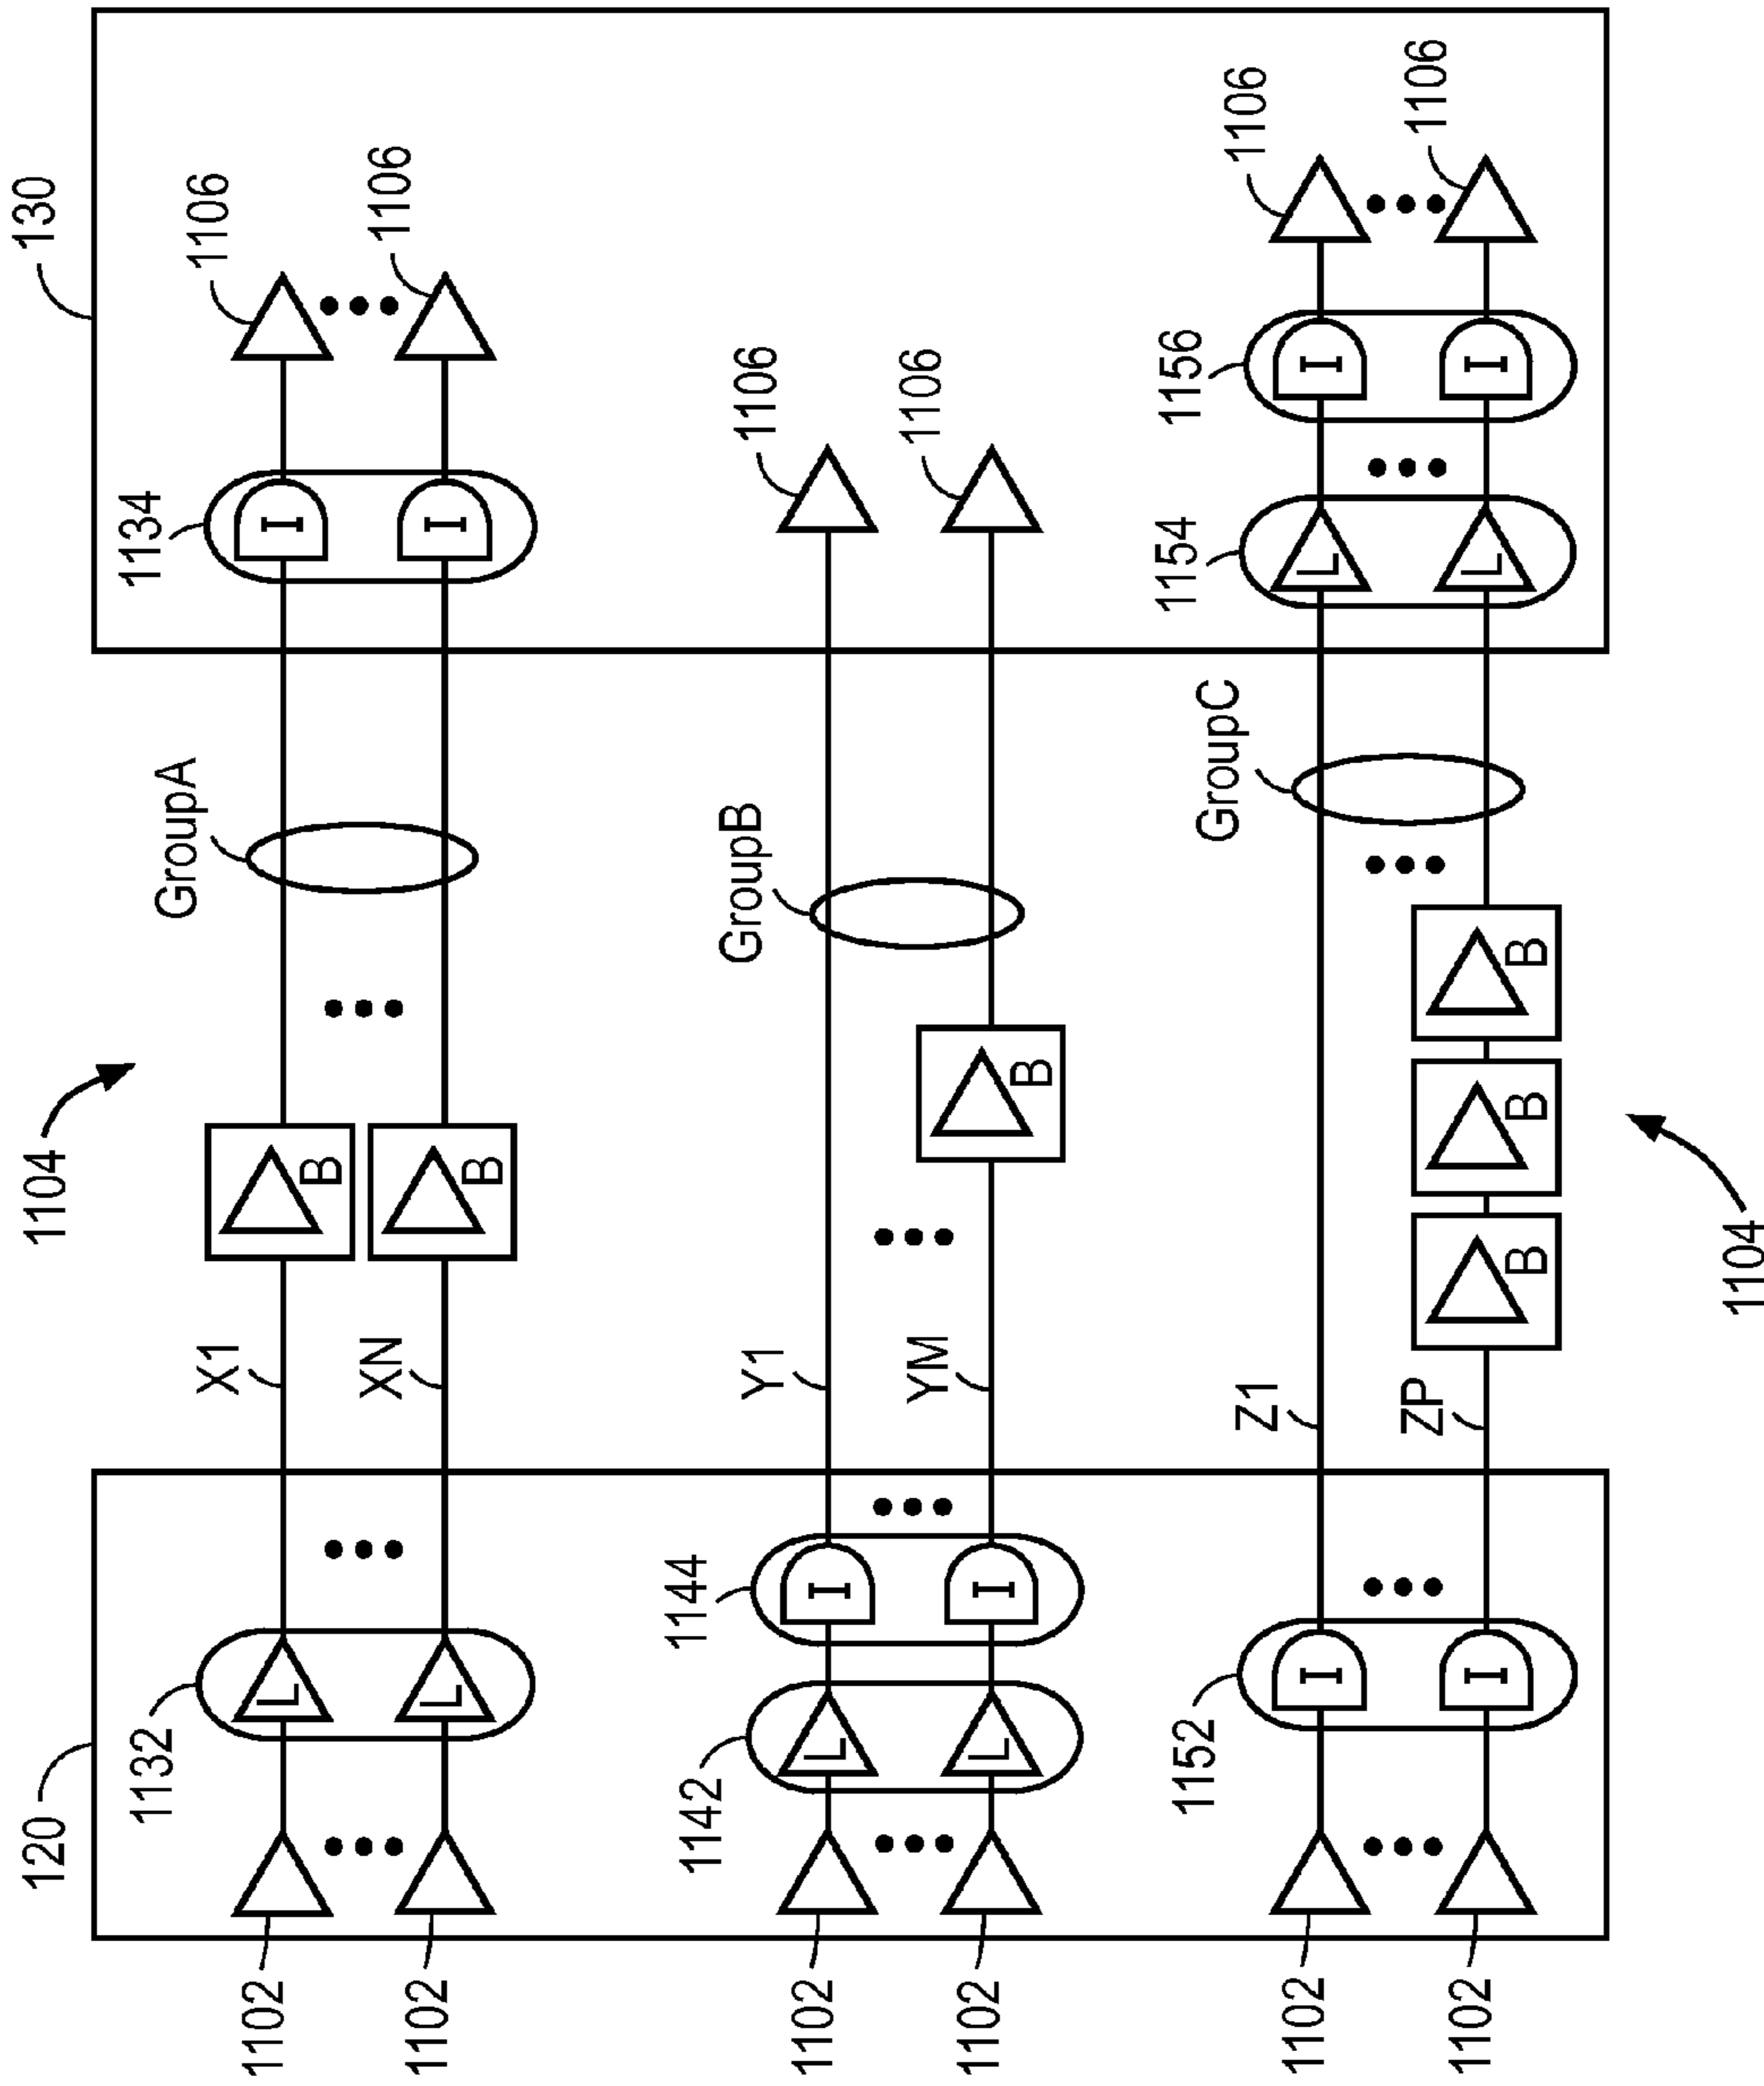 120
1102
1102
1102
1102
1102
1102
1132
L
L
1142
L
L
1144
I
I
1152
I
I
X1
XN
Y1
YM
Z1
ZP
1104
B
B
B
B
B
B
1104
GroupA
GroupB
GroupC
130
1134
I
I
1154
L
L
1156
I
I
1106
1106
1106
1106
1106
1106